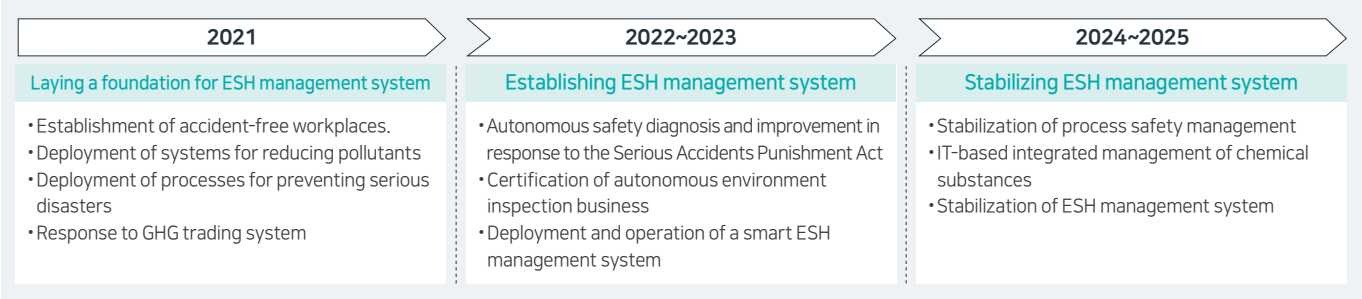 2021
Laying a foundation for ESH management system
• Establishment of accident-free workplaces.
• Deployment of systems for reducing pollutants
• Deployment of processes for preventing serious
disasters
• Response to GHG trading system
2022~2023
Establishing ESH management system
• Autonomous safety diagnosis and improvement in
response to the Serious Accidents Punishment Act
• Certification of autonomous environment
inspection business
• Deployment and operation of a smart ESH
management system
2024~2025
Stabilizing ESH management system
• Stabilization of process safety management
• IT-based integrated management of chemical
substances
• Stabilization of ESH management system